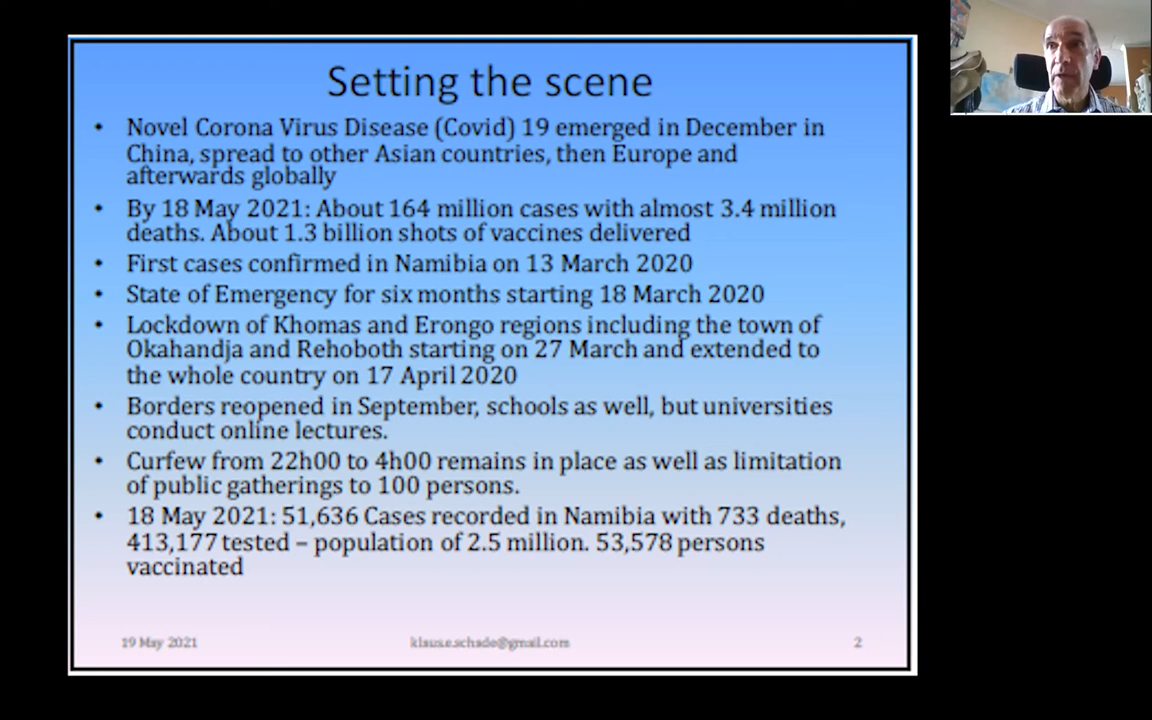 Setting the scene
• Novel Corona Virus Disease (Covid) 19 emerged in December in
China, spread to other Asian countries, then Europe and
afterwards globally
• By 18 May 2021: About 164 million cases with almost 3.4 million
deaths. About 1.3 billion shots of vaccines delivered
• First cases confirmed in Namibia on 13 March 2020
• State of Emergency for six months starting 18 March 2020
• Lockdown of Khomas and Erongo regions including the town of
Okahandja and Rehoboth starting on 27 March and extended to
the whole country on 17 April 2020
• Borders reopened in September, schools as well, but universities
conduct online lectures.
• Curfew from 22h00 to 4h00 remains in place as well as limitation
of public gatherings to 100 persons.
• 18 May 2021: 51,636 Cases recorded in Namibia with 733 deaths,
413,177 tested – population of 2.5 million. 53,578 persons
vaccinated
19 May 2021 klaus.e.schade@gmail.com 2